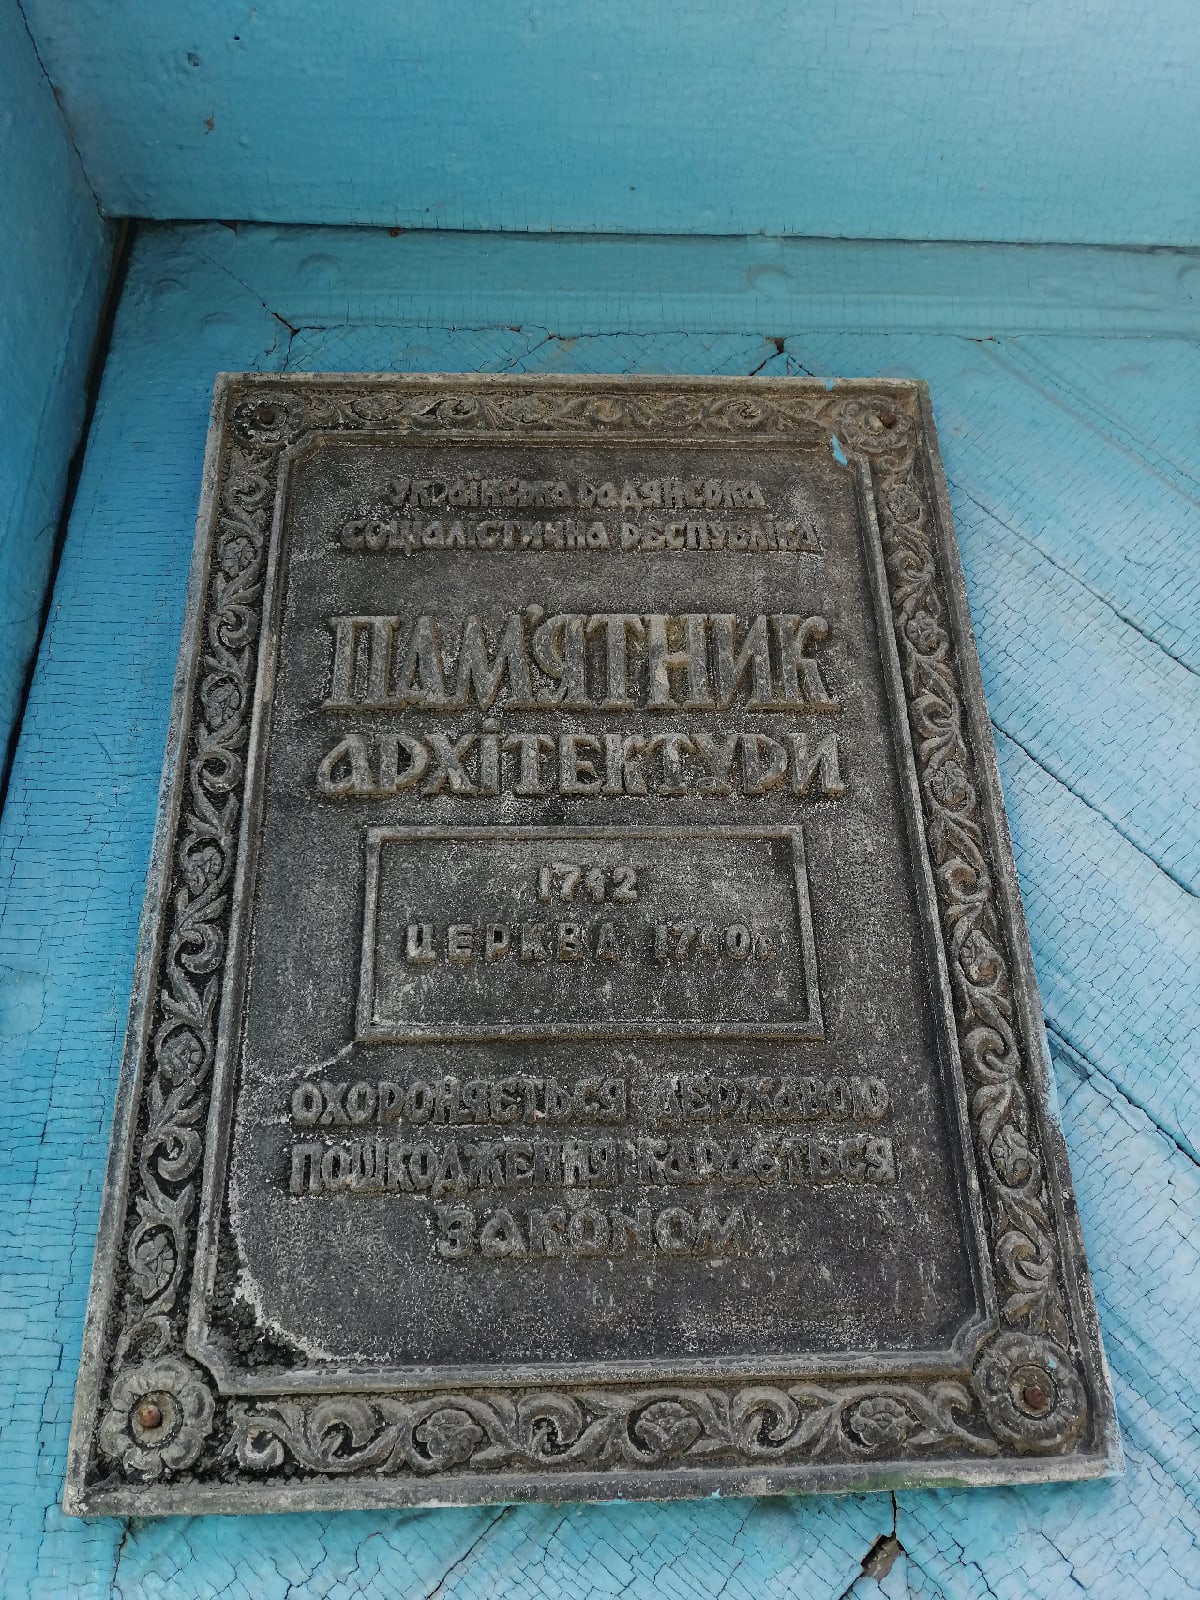 УКРАЇНСЬКА РАДЯНСЬКА
СОЦІАЛІСТИЧНА РЕСПУБЛІКА
ПАМ'ЯТНИК
АРХІТЕКТУРИ
1742
ЦЕРКВА 1740р
ОХОРОНЯЄТЬСЯ ДЕРЖАВОЮ
ПОШКОДЖЕННЯ КАРАЄТЬСЯ
ЗАКОНОМ